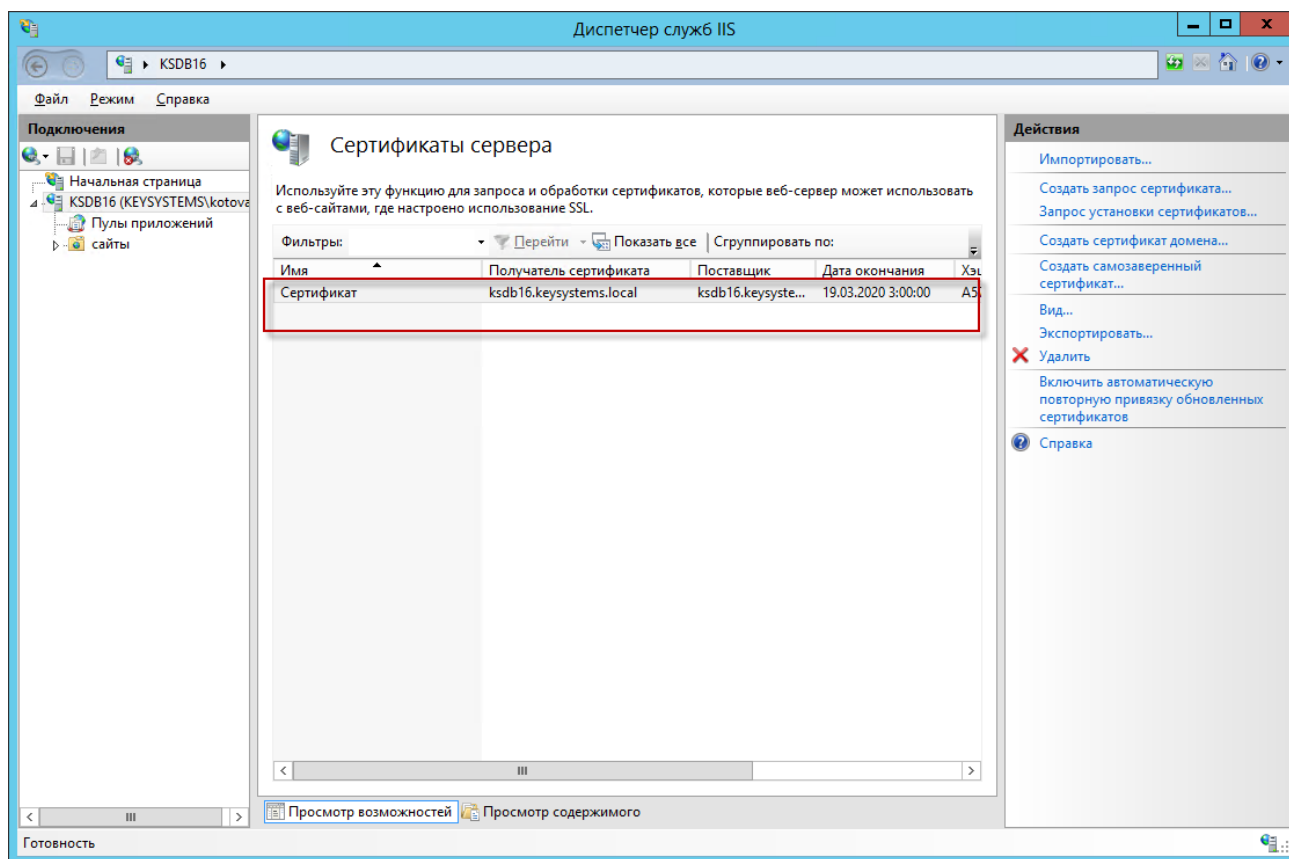 Диспетчер служб IIS
KSDB16
Файл Режим Справка
Подключения
Начальная страница
KSDB16 (KEYSYSTEMS\kotova
Пулы приложений
сайты
Сертификаты сервера
Используйте эту функцию для запроса и обработки сертификатов, которые веб-сервер может использовать
с веб-сайтами, где настроено использование SSL.
Фильтры: Перейти Показать все Сгруппировать по:
Имя Получатель сертификата Поставщик Дата окончания Хэш
Сертификат ksdb16.keysystems.local ksdb16.keysyste... 19.03.2020 3:00:00
Просмотр возможностей Просмотр содержимого
Действия
Импортировать...
Создать запрос сертификата...
Запрос установки сертификатов...
Создать сертификат домена...
Создать самозаверенный
сертификат...
Вид...
Экспортировать...
Удалить
Включить автоматическую
повторную привязку обновленных
сертификатов
Справка
Готовность